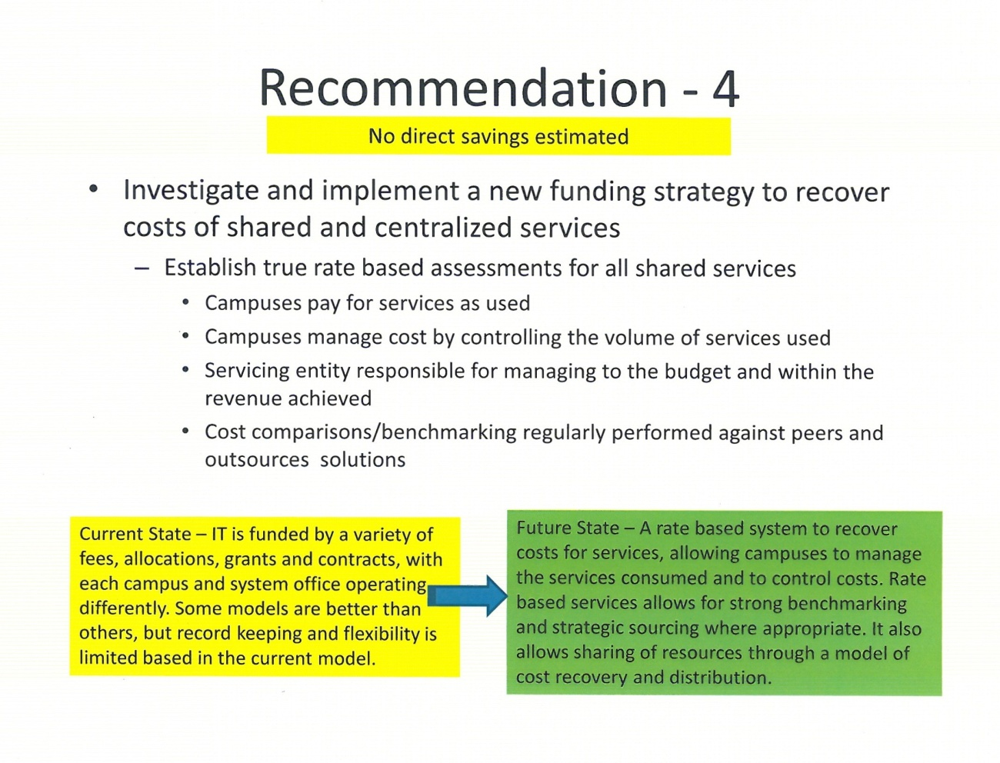 Recommendation - 4
No direct savings estimated
• Investigate and implement a new funding strategy to recover
costs of shared and centralized services
– Establish true rate based assessments for all shared services
• Campuses pay for services as used
• Campuses manage cost by controlling the volume of services used
• Servicing entity responsible for managing to the budget and within the
revenue achieved
• Cost comparisons/benchmarking regularly performed against peers and
outsources  solutions
Current State – IT is funded by a variety of
fees, allocations, grants and contracts, with
each campus and system office operating
differently. Some models are better than
others, but record keeping and flexibility is
limited based in the current model.
Future State – A rate based system to recover
costs for services, allowing campuses to manage
the services consumed and to control costs. Rate
based services allows for strong benchmarking
and strategic sourcing where appropriate. It also
allows sharing of resources through a model of
cost recovery and distribution.